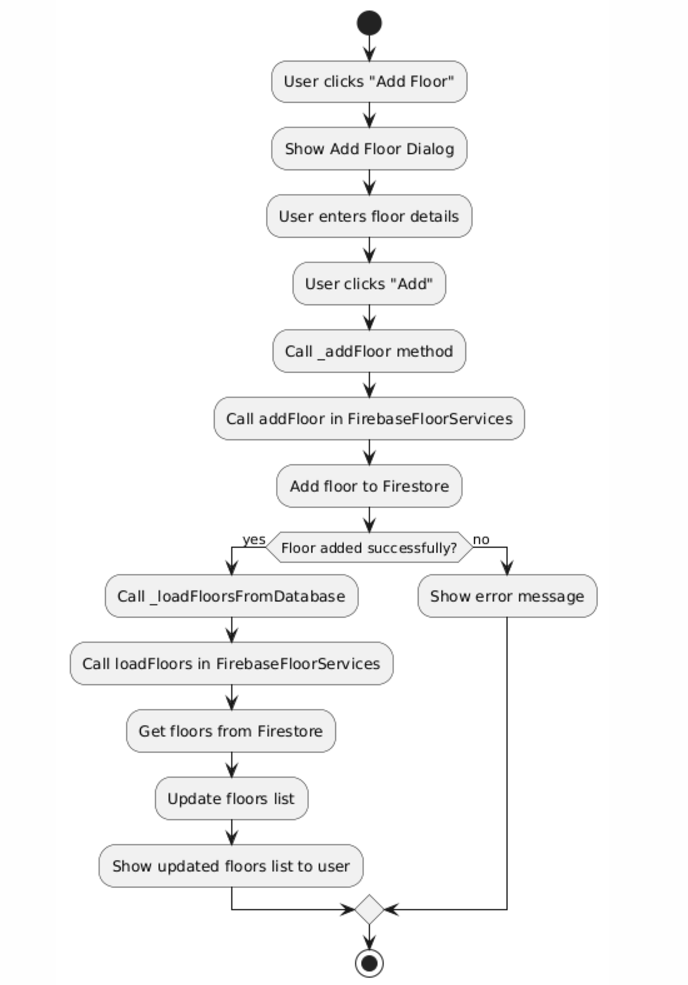 User clicks "Add Floor"
Show Add Floor Dialog
User enters floor details
User clicks "Add"
Call _addFloor method
Call addFloor in FirebaseFloorServices
Add floor to Firestore
yes
Floor added successfully?
no
Call _loadFloorsFromDatabase
Show error message
Call loadFloors in FirebaseFloorServices
Get floors from Firestore
Update floors list
Show updated floors list to user